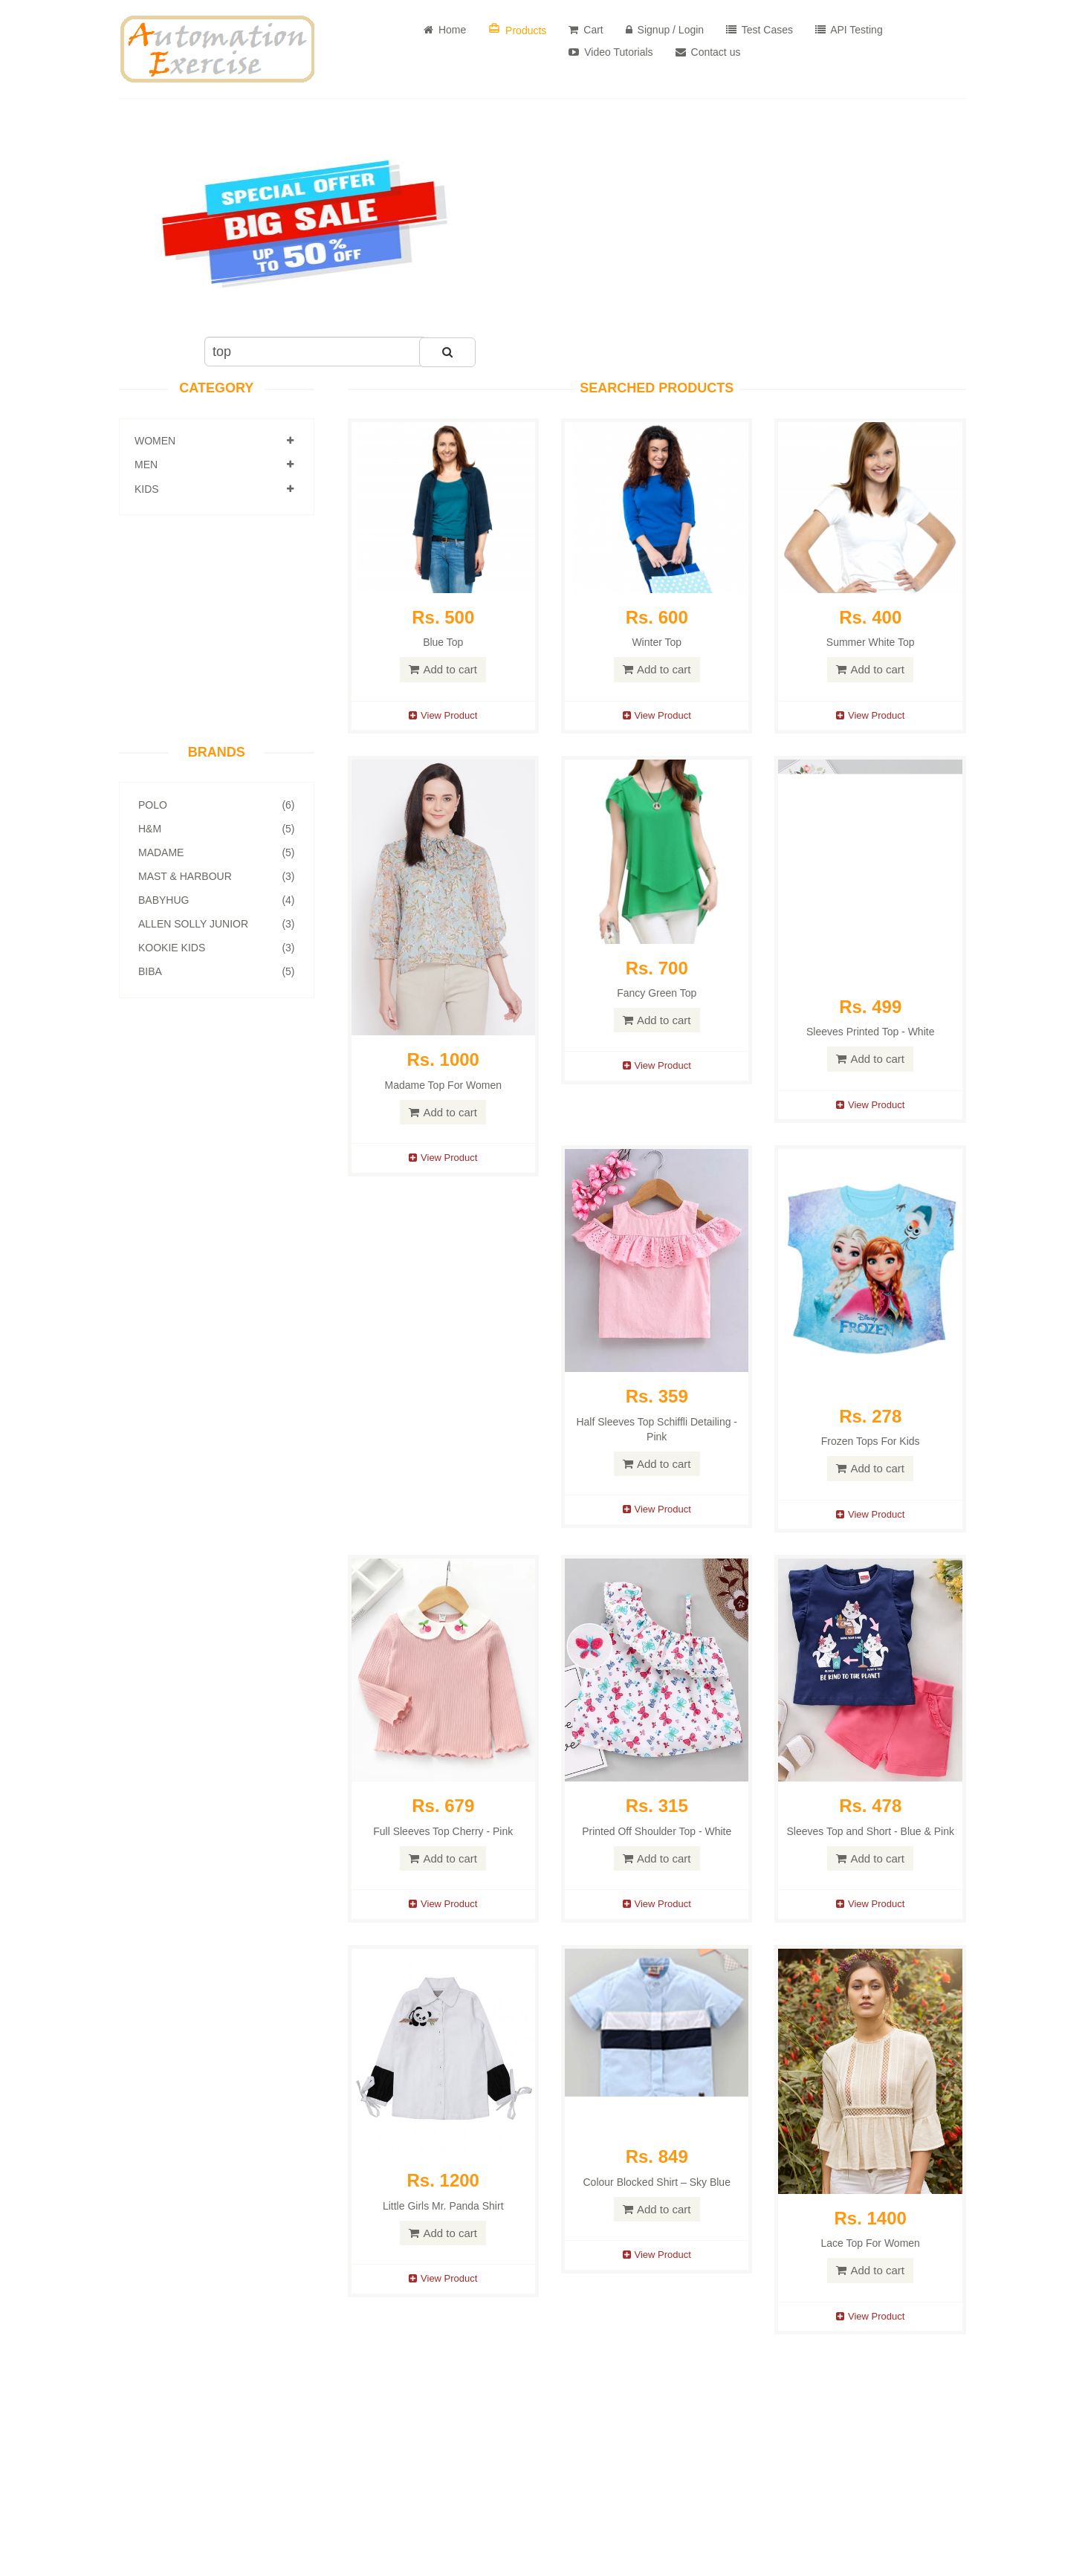 Automation
Exercise
Home
Products
Cart
Signup / Login
Test Cases
API Testing
Video Tutorials
Contact us
SPECIAL OFFER
BIG SALE
UP TO 50% OFF
top
CATEGORY
WOMEN
MEN
KIDS
BRANDS
POLO (6)
H&M (5)
MADAME (5)
MAST & HARBOUR (3)
BABYHUG (4)
ALLEN SOLLY JUNIOR (3)
KOOKIE KIDS (3)
BIBA (5)
SEARCHED PRODUCTS
Rs. 500
Blue Top
Add to cart
View Product
Rs. 600
Winter Top
Add to cart
View Product
Rs. 400
Summer White Top
Add to cart
View Product
Rs. 1000
Madame Top For Women
Add to cart
View Product
Rs. 700
Fancy Green Top
Add to cart
View Product
Rs. 499
Sleeves Printed Top - White
Add to cart
View Product
Rs. 359
Half Sleeves Top Schiffli Detailing -
Pink
Add to cart
View Product
Disney
FROZEN
Rs. 278
Frozen Tops For Kids
Add to cart
View Product
Rs. 679
Full Sleeves Top Cherry - Pink
Add to cart
View Product
Rs. 315
Printed Off Shoulder Top - White
Add to cart
View Product
BE KIND TO THE PLANET
Rs. 478
Sleeves Top and Short - Blue & Pink
Add to cart
View Product
Rs. 1200
Little Girls Mr. Panda Shirt
Add to cart
View Product
Rs. 849
Colour Blocked Shirt – Sky Blue
Add to cart
View Product
Rs. 1400
Lace Top For Women
Add to cart
View Product